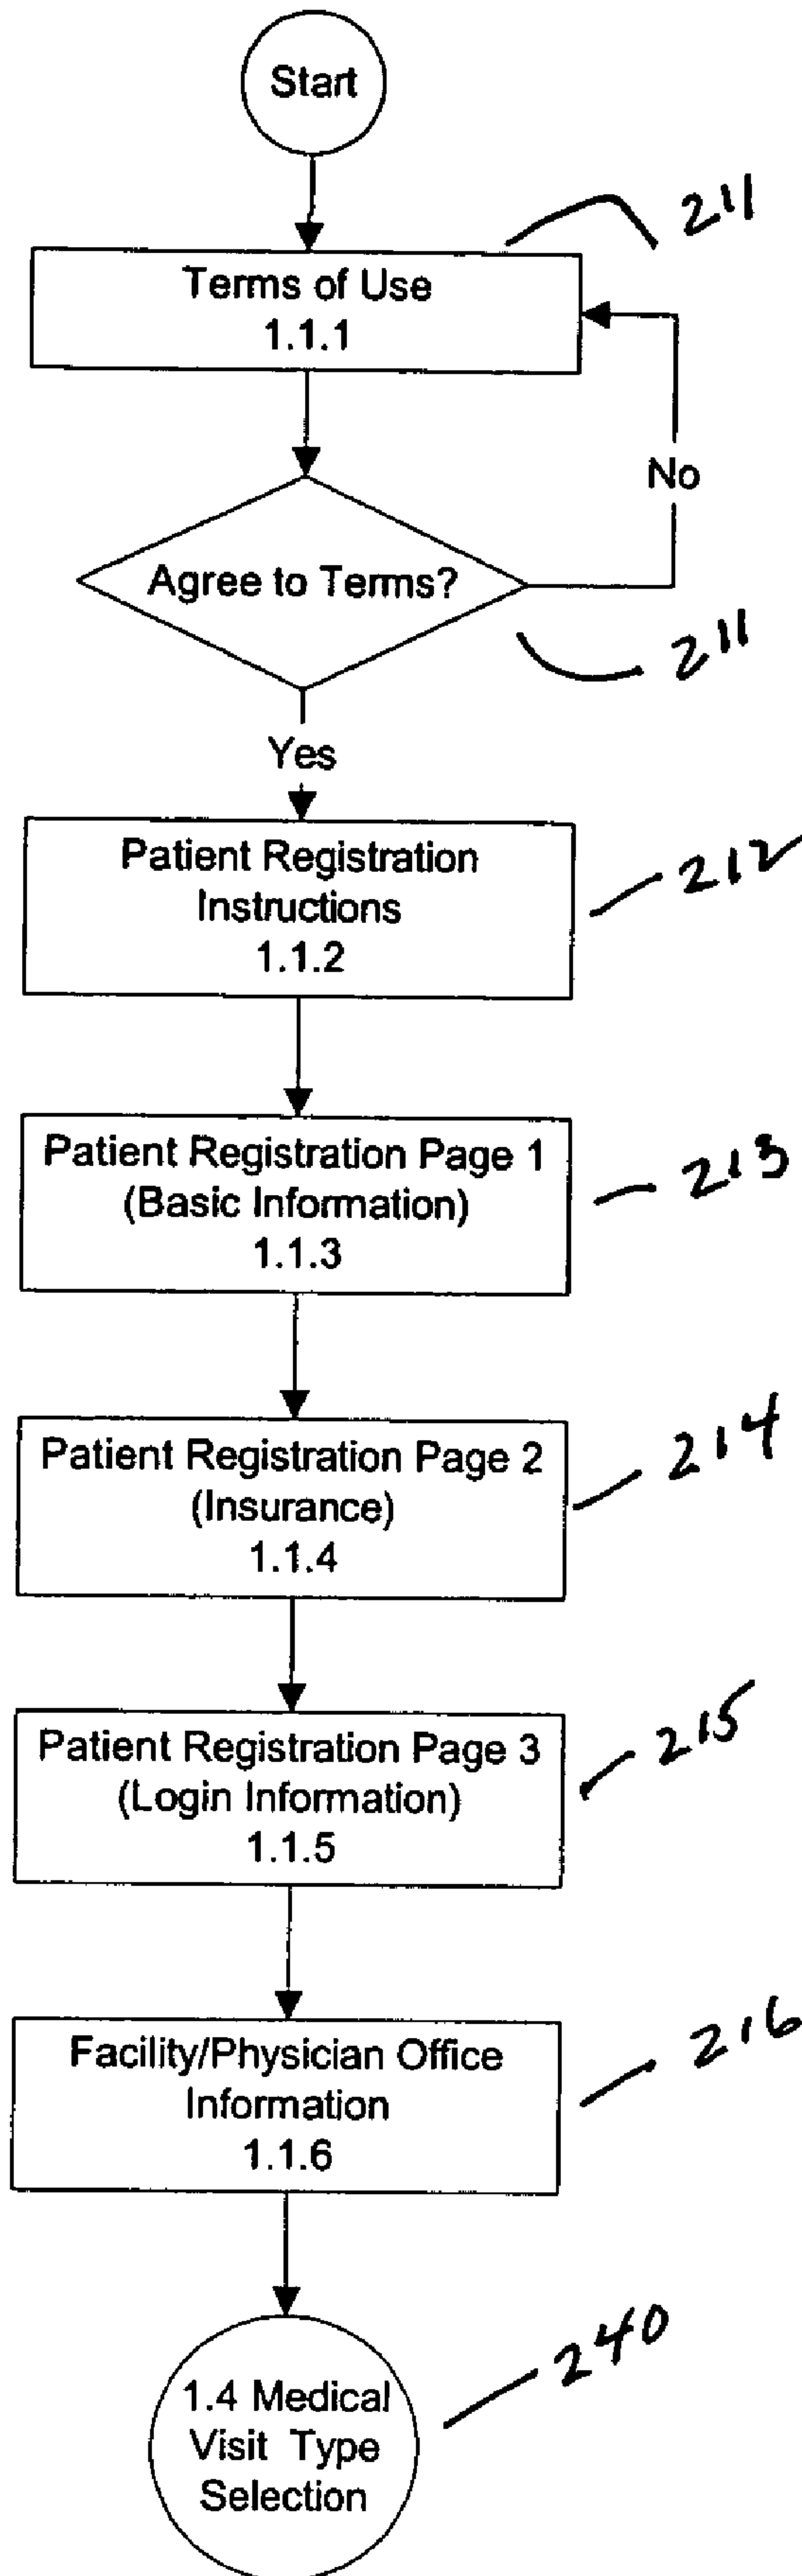 Start
211
Terms of Use
1.1.1
No
Agree to Terms?
211
Yes
Patient Registration
Instructions
1.1.2
212
Patient Registration Page 1
(Basic Information)
1.1.3
213
Patient Registration Page 2
(Insurance)
1.1.4
214
Patient Registration Page 3
(Login Information)
1.1.5
215
Facility/Physician Office
Information
1.1.6
216
1.4 Medical
Visit Type
Selection
240